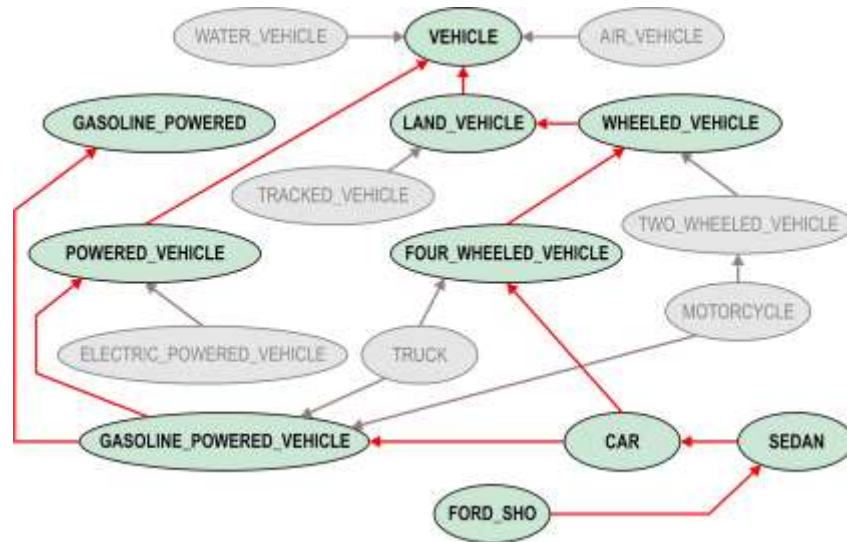 WATER_VEHICLE
VEHICLE
AIR_VEHICLE
GASOLINE_POWERED
LAND_VEHICLE
WHEELED_VEHICLE
TRACKED_VEHICLE
TWO_WHEELED_VEHICLE
POWERED_VEHICLE
FOUR_WHEELED_VEHICLE
MOTORCYCLE
ELECTRIC_POWERED_VEHICLE
TRUCK
GASOLINE_POWERED_VEHICLE
CAR
SEDAN
FORD_SHO